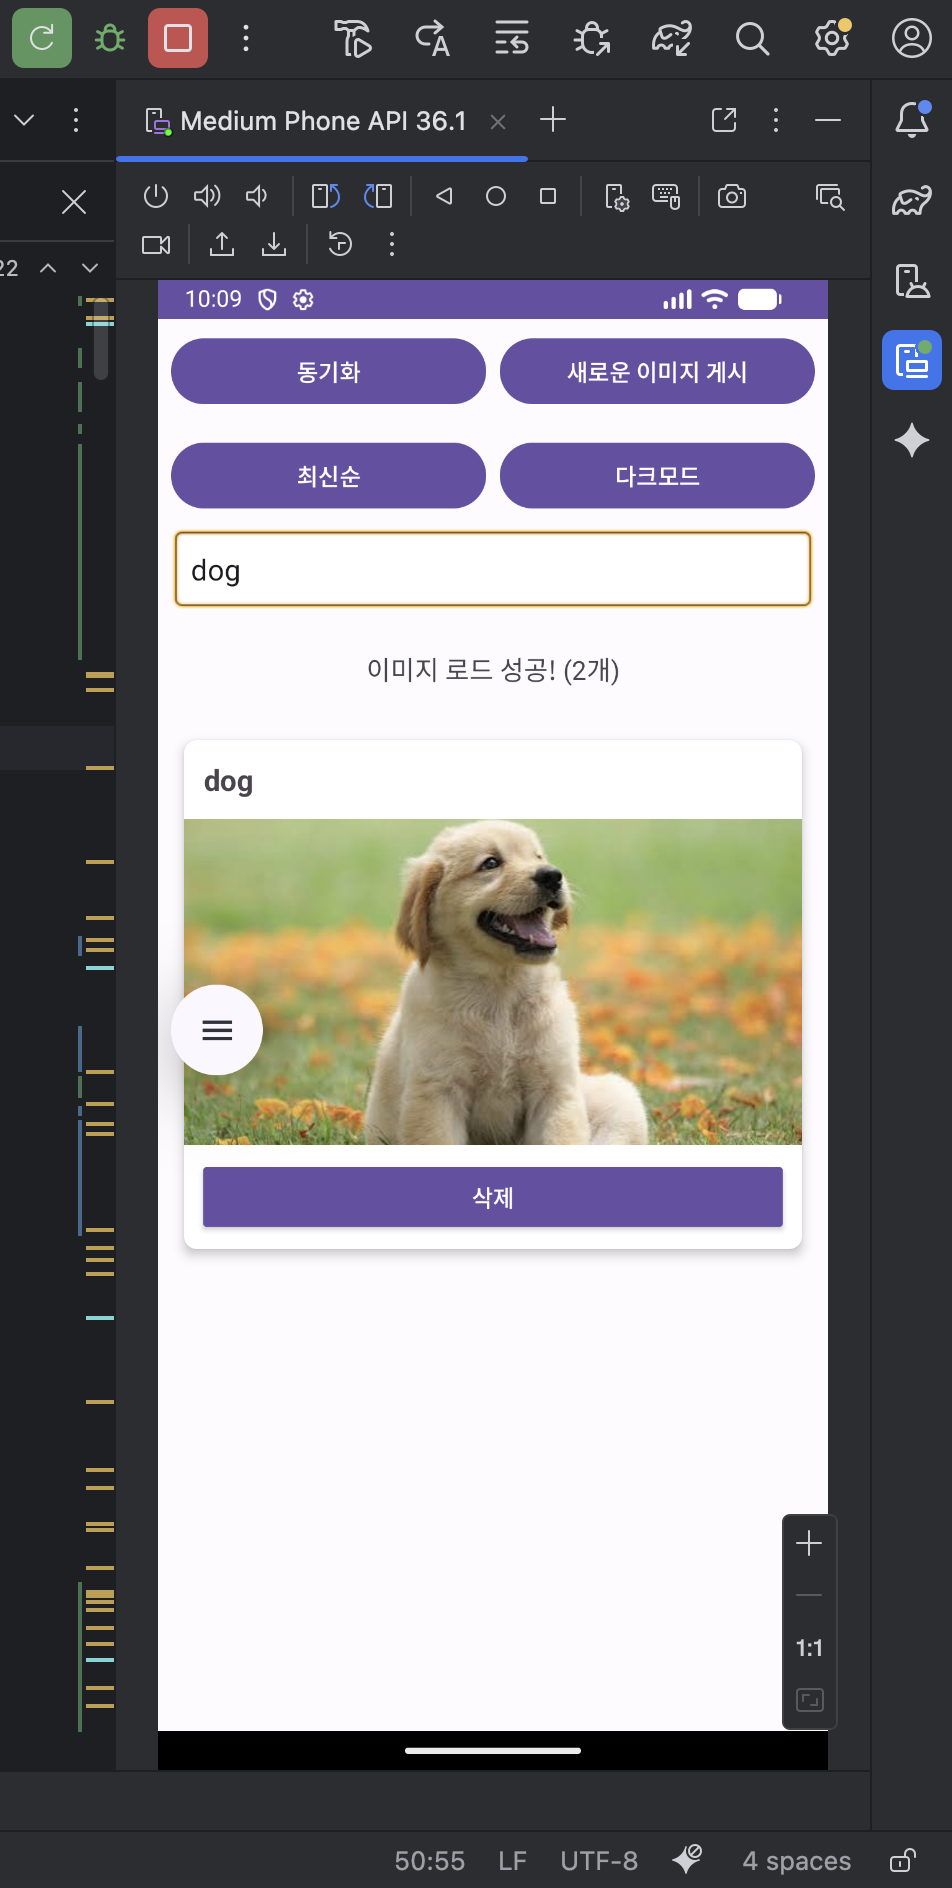 Medium Phone API 36.1
22
10:09
동기화
새로운 이미지 게시
최신순
다크모드
dog
이미지 로드 성공! (2개)
dog
삭제
1:1
50:55 LF UTF-8 4 spaces